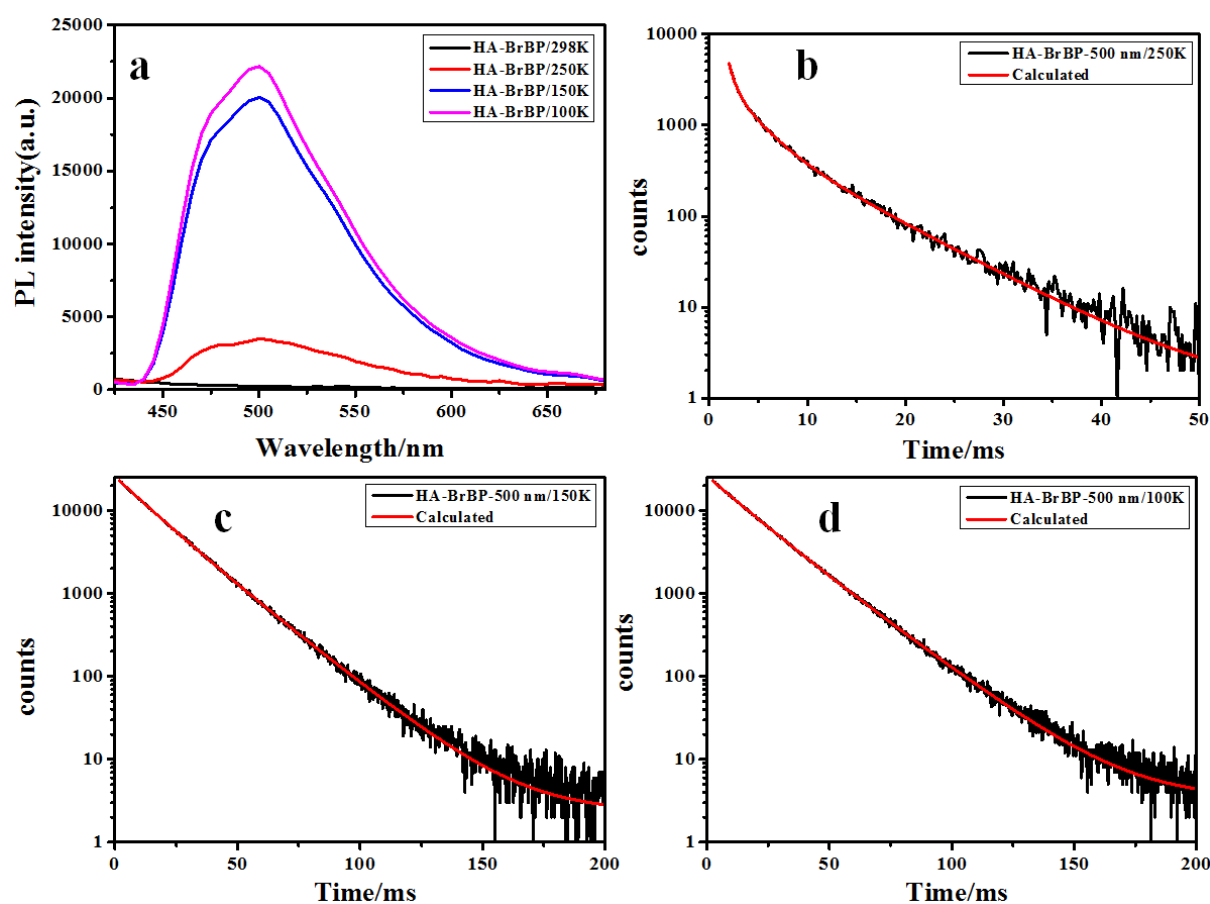 a
HA-BrBP/298K
HA-BrBP/250K
HA-BrBP/150K
HA-BrBP/100K
25000
20000
15000
10000
5000
0
PL intensity(a.u.)
450 500 550 600 650
Wavelength/nm
b
HA-BrBP-500 nm/250K
Calculated
10000
1000
100
10
1
counts
0 10 20 30 40 50
Time/ms
c
HA-BrBP-500 nm/150K
Calculated
10000
1000
100
10
1
counts
0 50 100 150 200
Time/ms
d
HA-BrBP-500 nm/100K
Calculated
10000
1000
100
10
1
counts
0 50 100 150 200
Time/ms